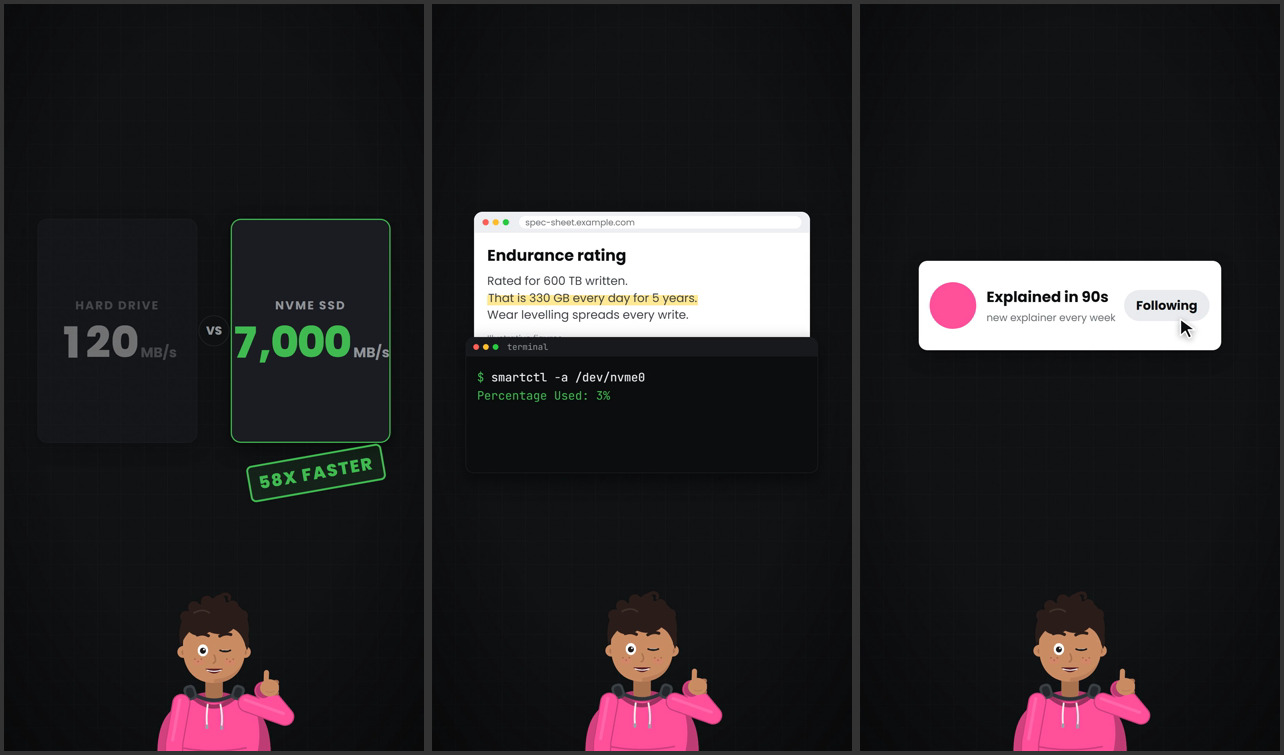 HARD DRIVE
120 MB/s
VS
NVME SSD
7,000 MB/s
58X FASTER
spec-sheet.example.com
Endurance rating
Rated for 600 TB written.
That is 330 GB every day for 5 years.
Wear levelling spreads every write.
terminal
$ smartctl -a /dev/nvme0
Percentage Used: 3%
Explained in 90s
new explainer every week
Following